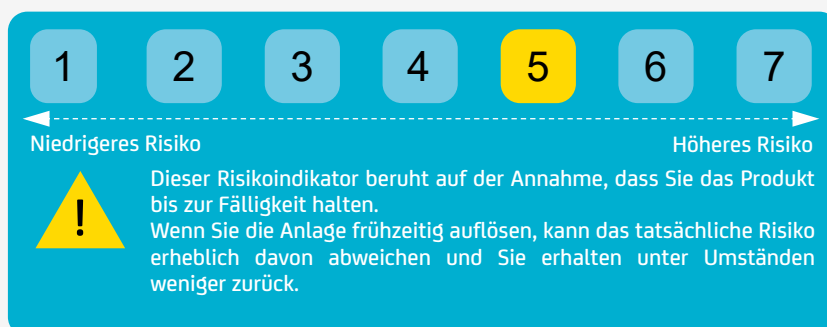 1 2 3 4 5 6 7
Niedrigeres Risiko Höheres Risiko
Dieser Risikoindikator beruht auf der Annahme, dass Sie das Produkt
! bis zur Fälligkeit halten.
Wenn Sie die Anlage frühzeitig auflösen, kann das tatsächliche Risiko
erheblich davon abweichen und Sie erhalten unter Umständen
weniger zurück.